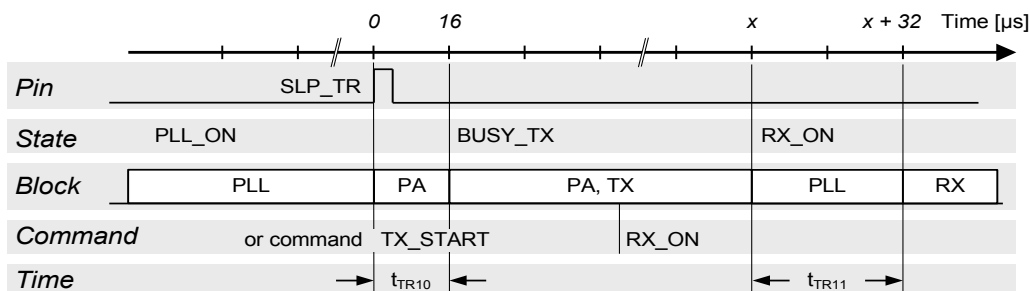 0 16 x x + 32 Time [µs]
Pin SLP_TR
State PLL_ON BUSY_TX RX_ON
Block PLL PA PA, TX PLL RX
Command or command TX_START RX_ON
Time tTR10 tTR11